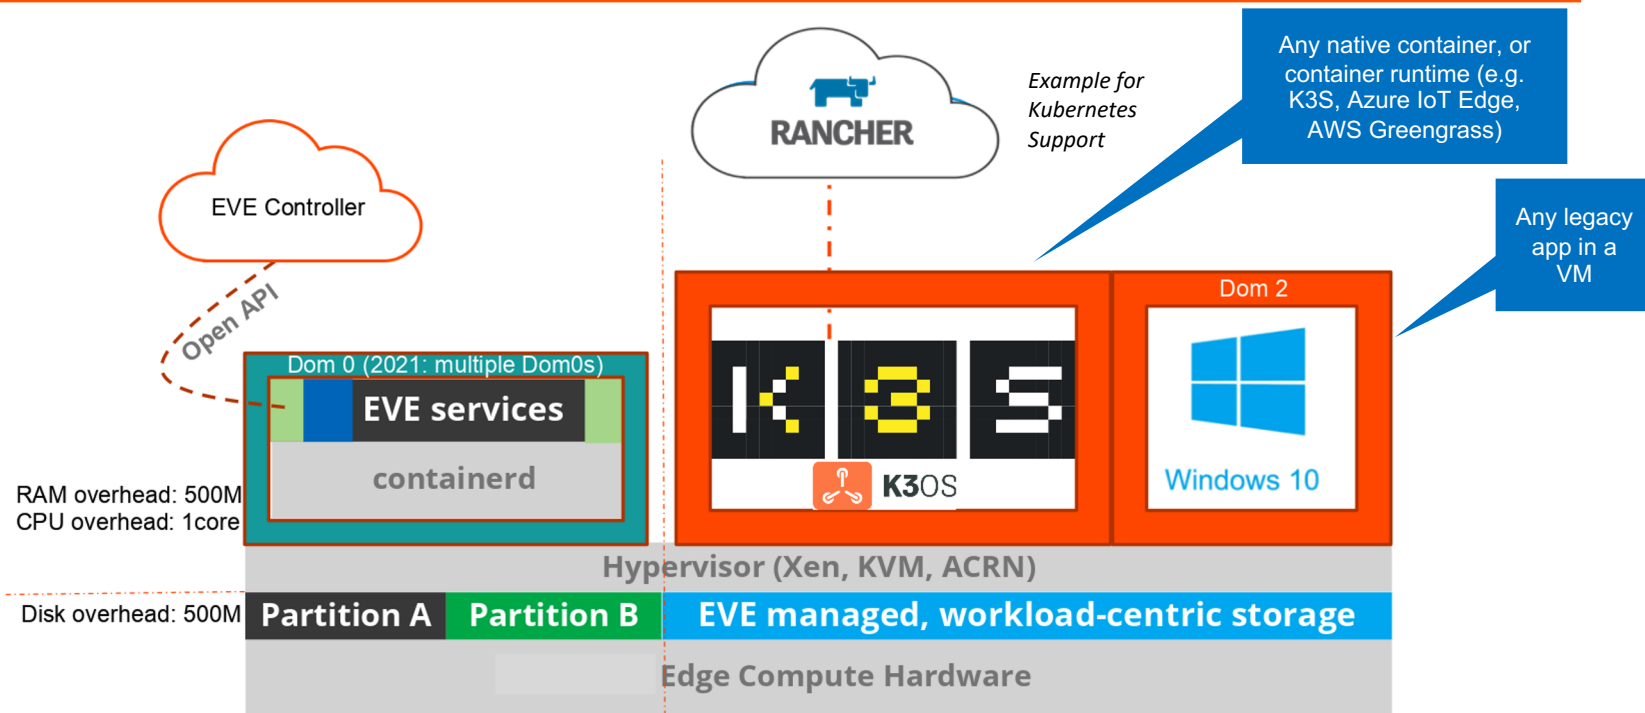 Any native container, or
container runtime (e.g.
K3S, Azure IoT Edge,
AWS Greengrass)
Example for
Kubernetes
Support
RANCHER
EVE Controller
Any legacy
app in a
VM
Open API
Dom 2
Dom 0 (2021: multiple Dom0s)
EVE services
containerd
K3S
K3OS
Windows 10
RAM overhead: 500M
CPU overhead: 1core
Hypervisor (Xen, KVM, ACRN)
Disk overhead: 500M
Partition A
Partition B
EVE managed, workload-centric storage
Edge Compute Hardware